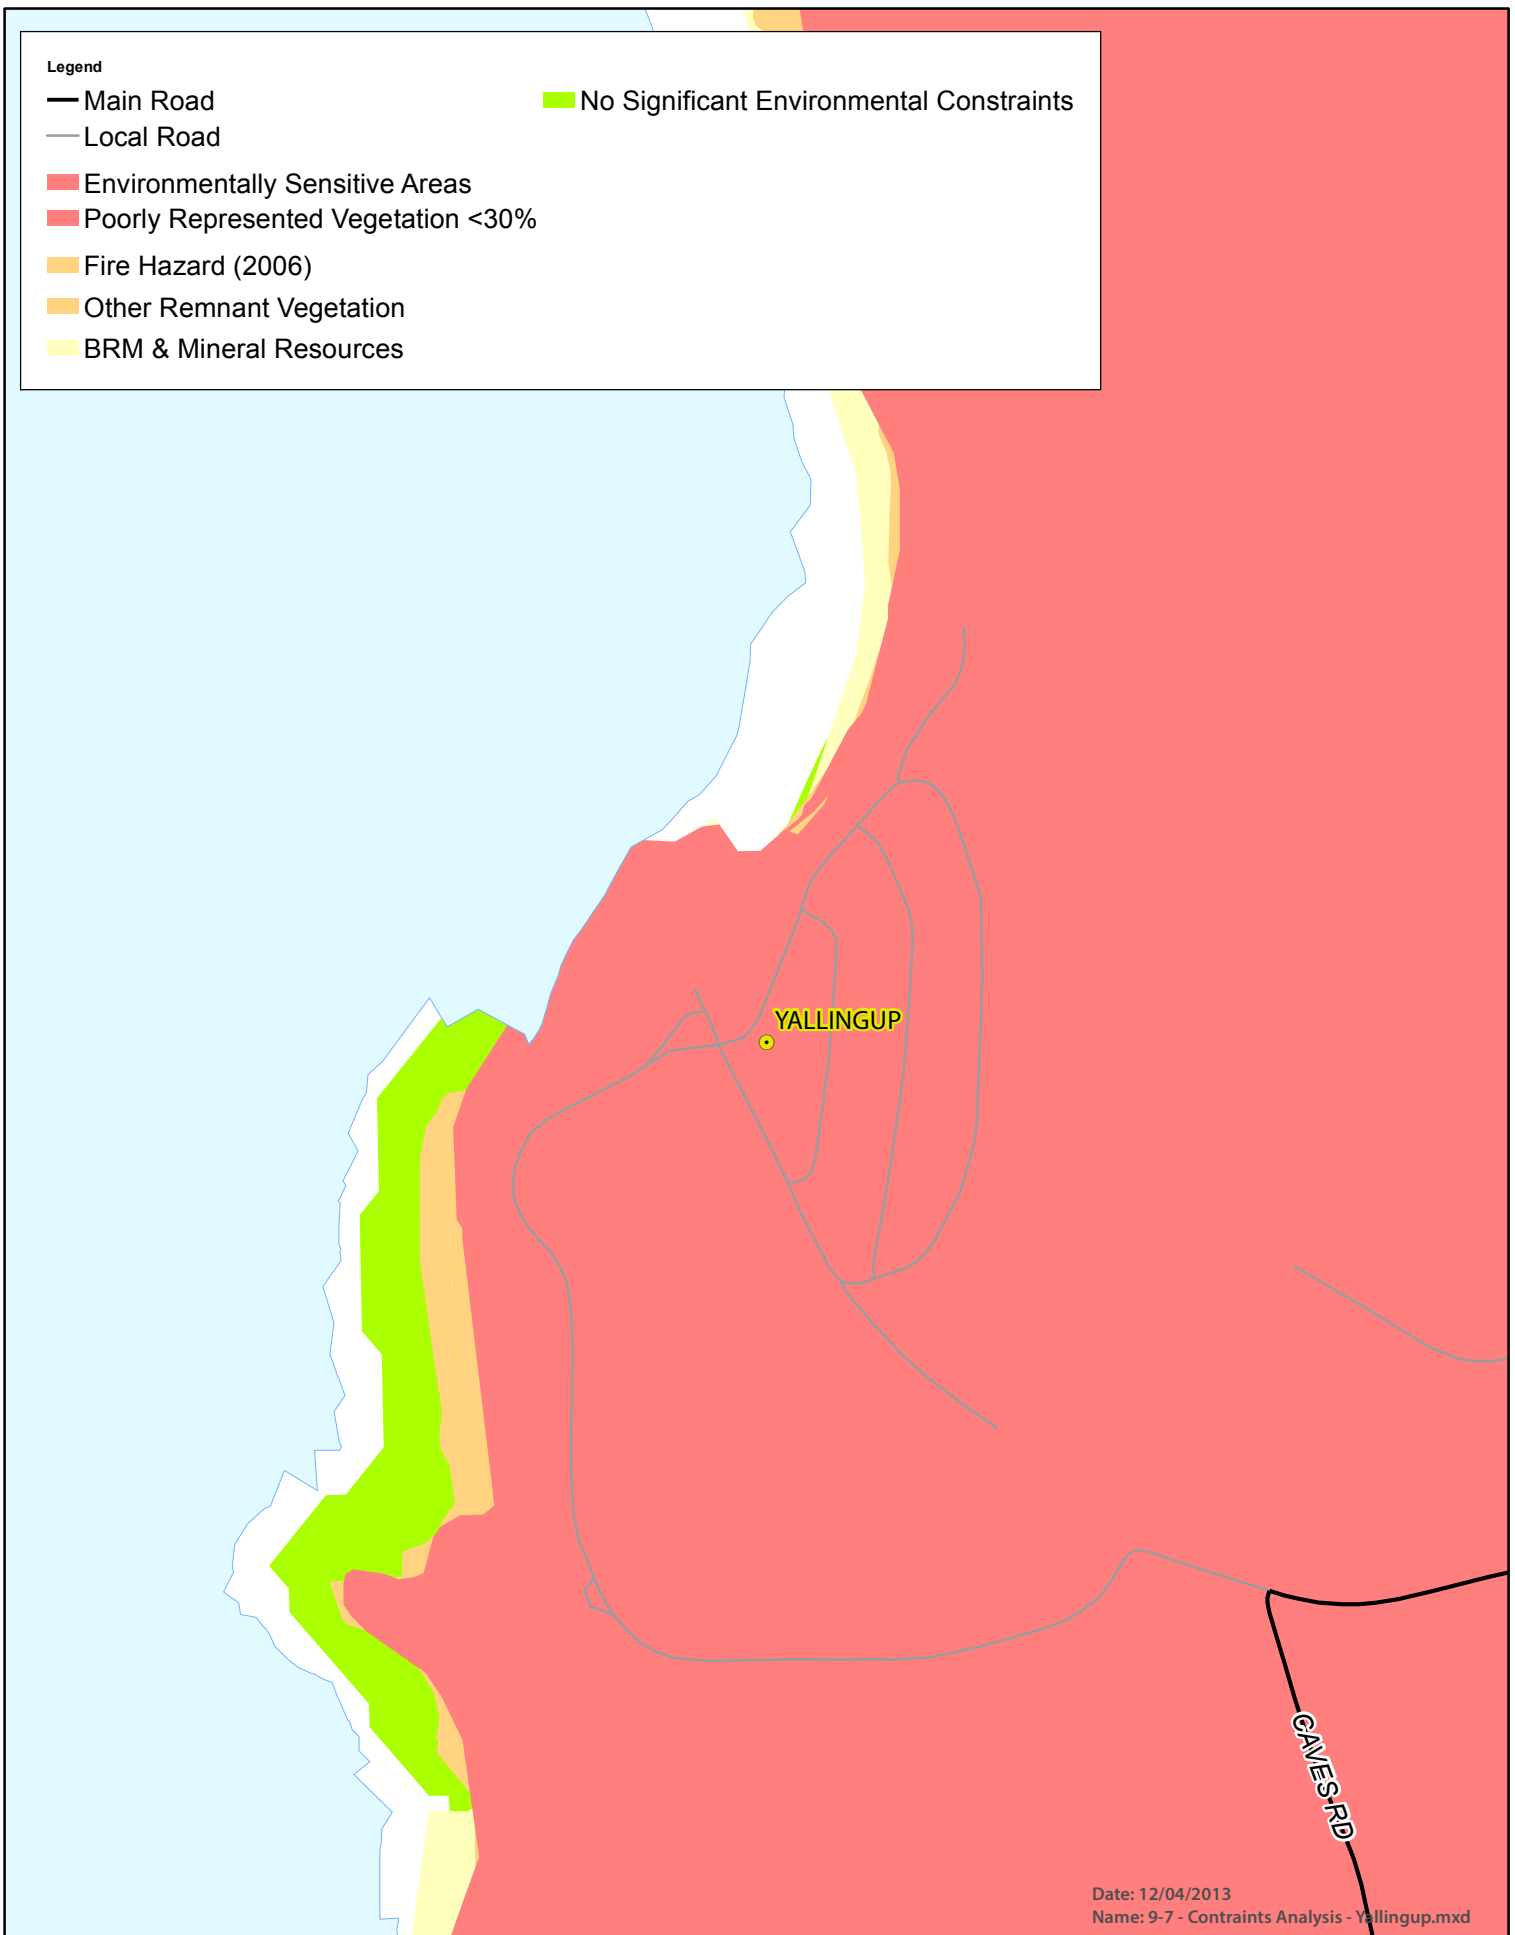 Legend
Main Road
Local Road
Environmentally Sensitive Areas
Poorly Represented Vegetation <30%
Fire Hazard (2006)
Other Remnant Vegetation
BRM & Mineral Resources
No Significant Environmental Constraints
YALLINGUP
CAVES RD
Date: 12/04/2013
Name: 9-7 - Contraints Analysis - Yallingup.mxd